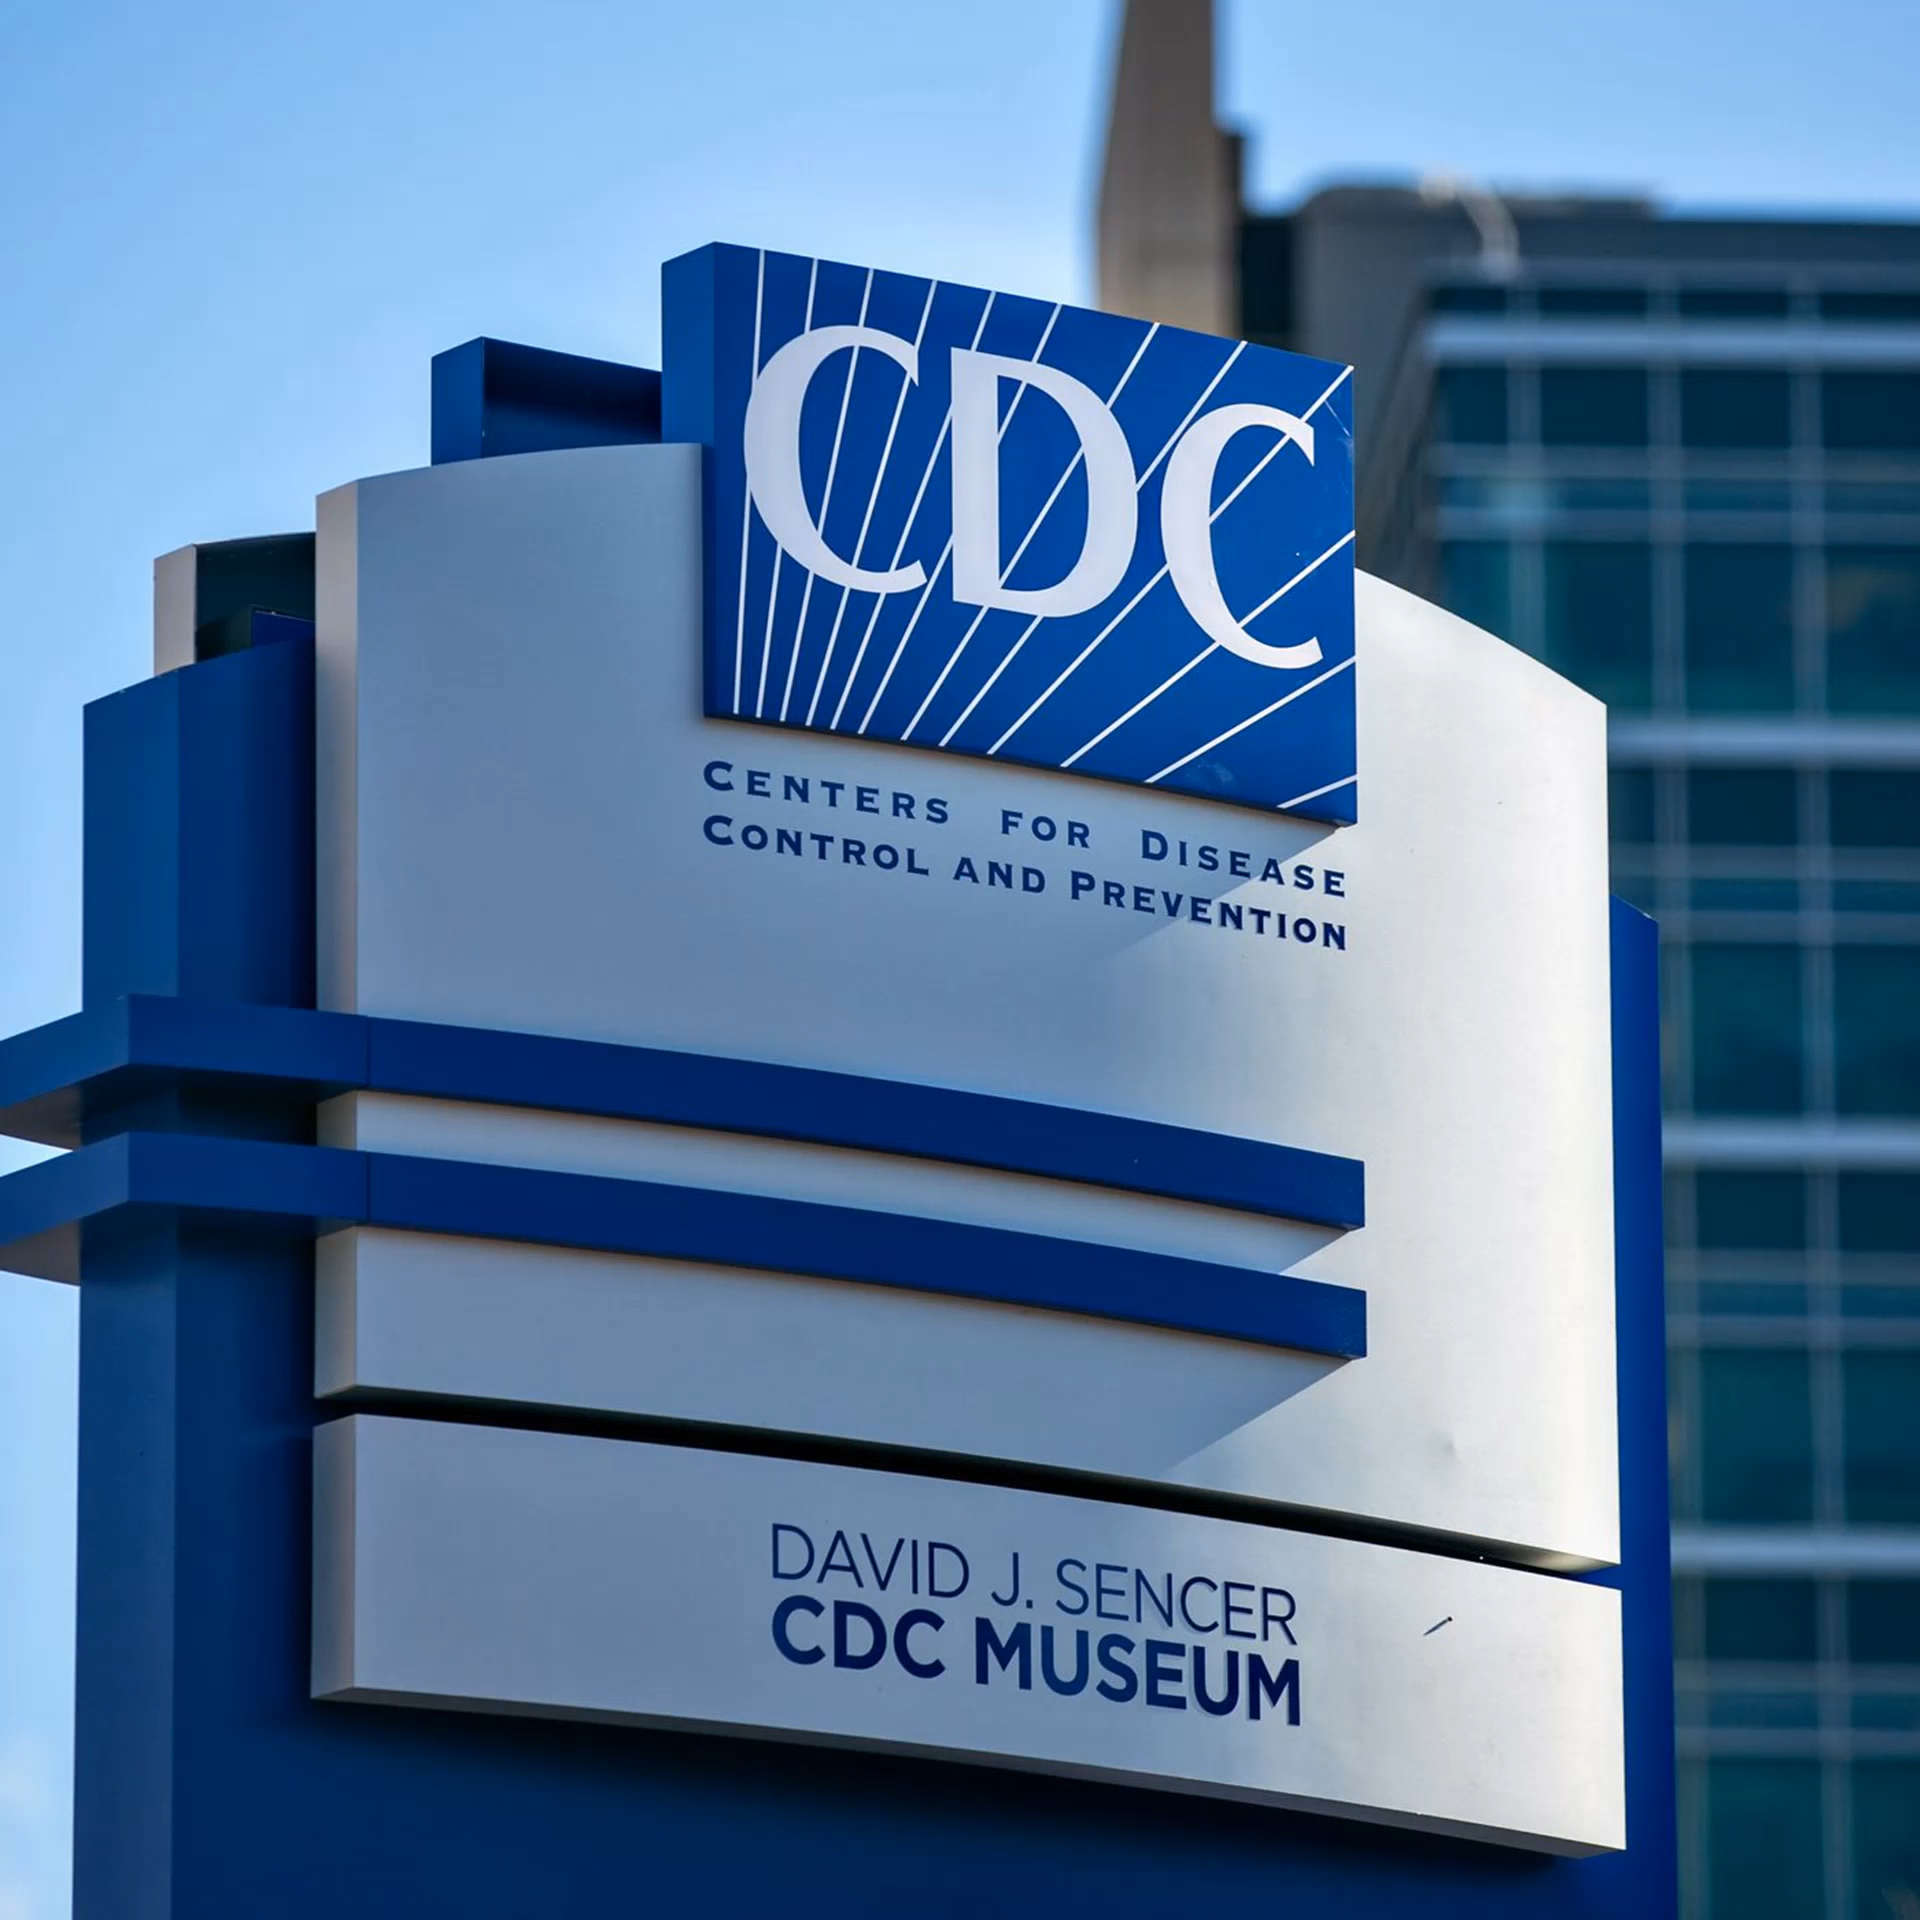 CDC
CENTERS FOR DISEASE
CONTROL AND PREVENTION
DAVID J. SENCER
CDC MUSEUM